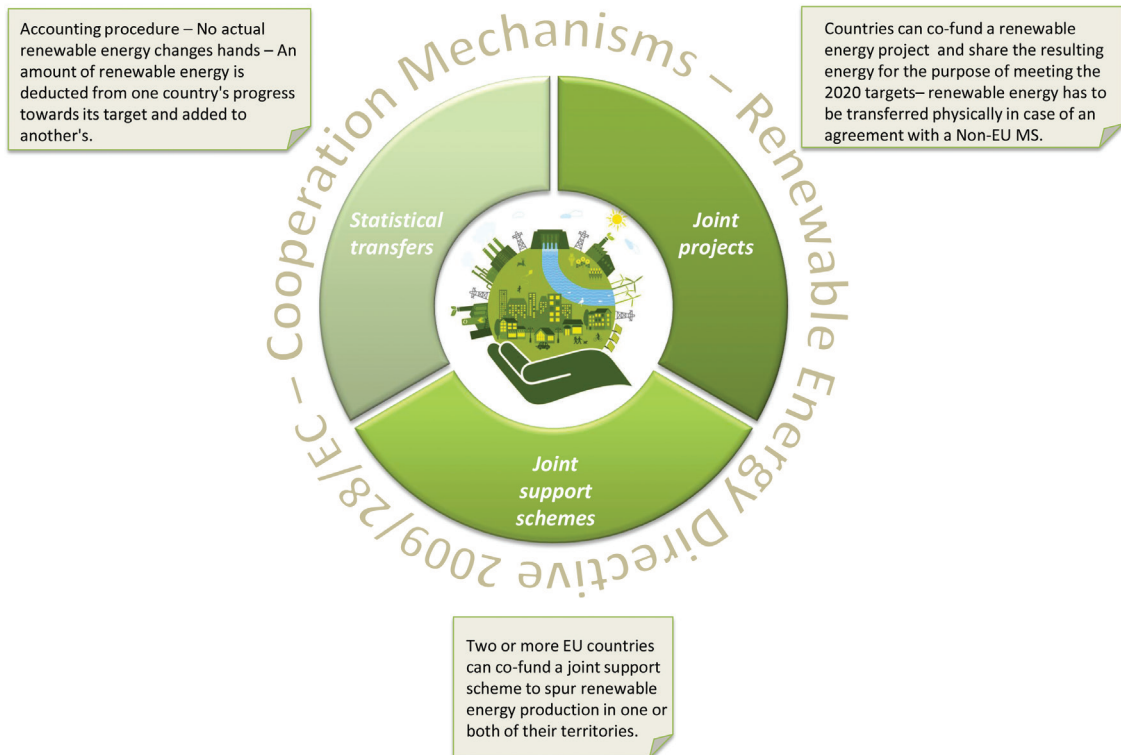 Accounting procedure – No actual
renewable energy changes hands – An
amount of renewable energy is
deducted from one country's progress
towards its target and added to
another's.
Countries can co-fund a renewable
energy project and share the resulting
energy for the purpose of meeting the
2020 targets– renewable energy has to
be transferred physically in case of an
agreement with a Non-EU MS.
Cooperation Mechanisms – Renewable Energy Directive 2009/28/EC –
Statistical
transfers
Joint
projects
Joint
support
schemes
Two or more EU countries
can co-fund a joint support
scheme to spur renewable
energy production in one or
both of their territories.